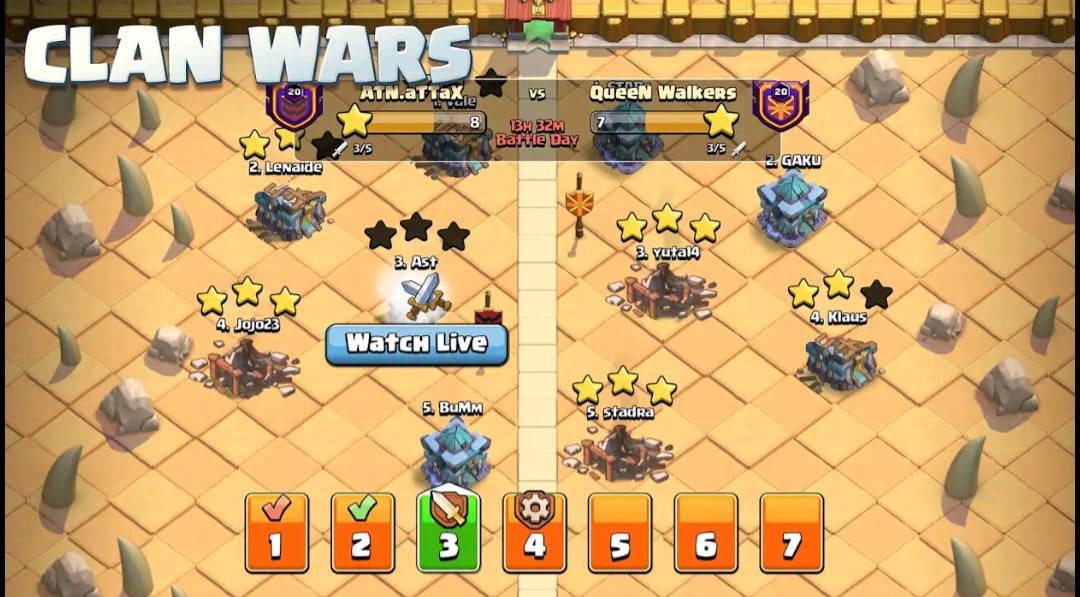 CLAN WARS
20
ATN.aTTaX
vs
QueeN Walkers
20
8
13H 32M
Battle Day
7
3/5
3/5
2. Lenaide
2. GAKU
3. Ast
3. Yuta14
4. Jojo23
4. Klaus
Watch Live
5. BuMm
5. Stadra
1
2
3
4
5
6
7